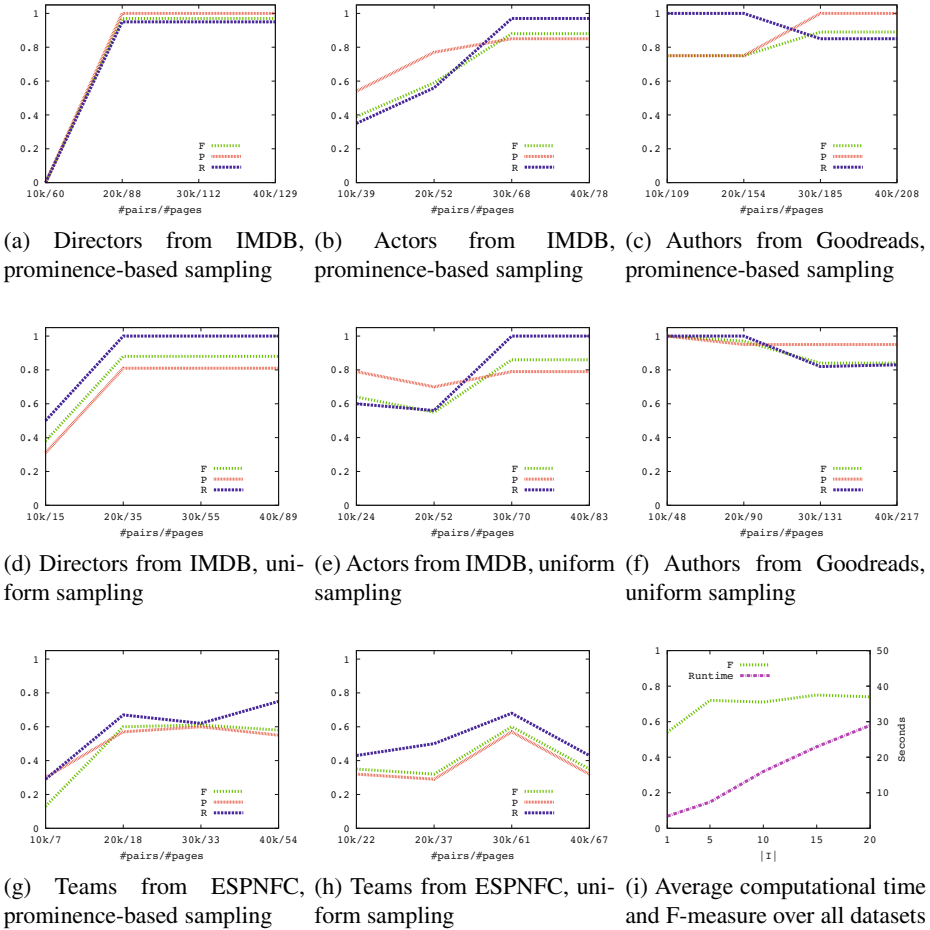 1
0.8
0.6
0.4
0.2
0
F
P
R
10k/60 20k/88 30k/112 40k/129
#pairs/#pages
(a) Directors from IMDB,
prominence-based sampling
1
0.8
0.6
0.4
0.2
0
F
P
R
10k/39 20k/52 30k/68 40k/78
#pairs/#pages
(b) Actors from IMDB,
prominence-based sampling
1
0.8
0.6
0.4
0.2
0
F
P
R
10k/109 20k/154 30k/185 40k/208
#pairs/#pages
(c) Authors from Goodreads,
prominence-based sampling
1
0.8
0.6
0.4
0.2
0
F
P
R
10k/15 20k/35 30k/55 40k/89
#pairs/#pages
(d) Directors from IMDB, uni-
form sampling
1
0.8
0.6
0.4
0.2
0
F
P
R
10k/24 20k/52 30k/70 40k/83
#pairs/#pages
(e) Actors from IMDB, uniform
sampling
1
0.8
0.6
0.4
0.2
0
F
P
R
10k/48 20k/90 30k/131 40k/217
#pairs/#pages
(f) Authors from Goodreads,
uniform sampling
1
0.8
0.6
0.4
0.2
0
F
P
R
10k/7 20k/18 30k/33 40k/54
#pairs/#pages
(g) Teams from ESPNFC,
prominence-based sampling
1
0.8
0.6
0.4
0.2
0
F
P
R
10k/22 20k/37 30k/61 40k/67
#pairs/#pages
(h) Teams from ESPNFC, uni-
form sampling
1
0.8
0.6
0.4
0.2
0
F
Runtime
50
40
30
20
10
seconds
1 5 10 15 20
|I|
(i) Average computational time
and F-measure over all datasets